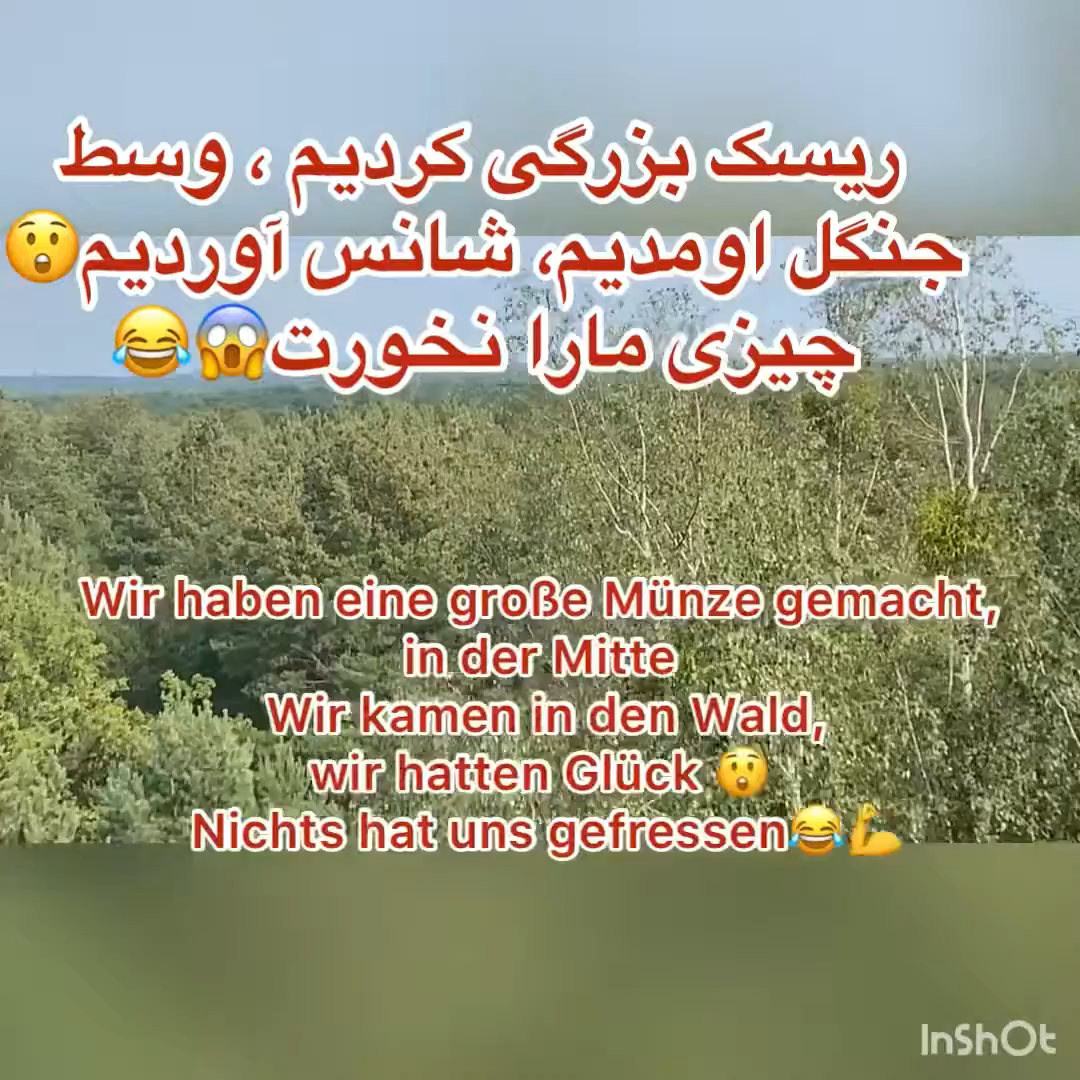 ریسک بزرگی کردیم ، وسط
جنگل اومدیم، شانس آوردیم😲
چیزی مارا نخورت😱😂
Wir haben eine große Münze gemacht,
in der Mitte
Wir kamen in den Wald,
wir hatten Glück 😲
Nichts hat uns gefressen😂💪
InShOt